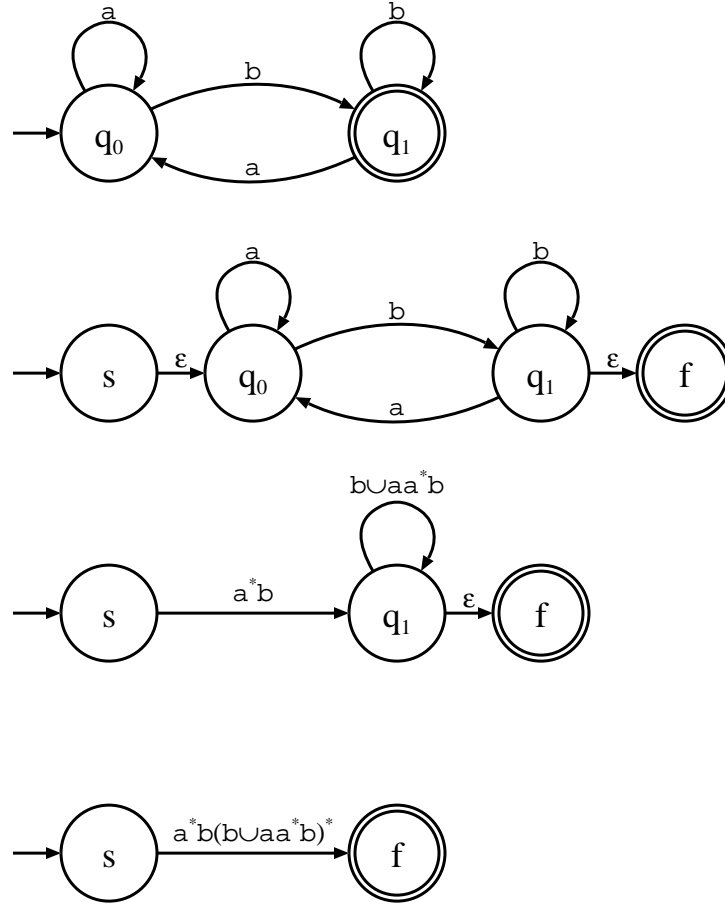 a b
b
q₀ q₁
a
a b
b
ε ε
s q₀ q₁ f
a
b∪aa*b
a*b ε
s q₁ f
a*b(b∪aa*b)*
s f